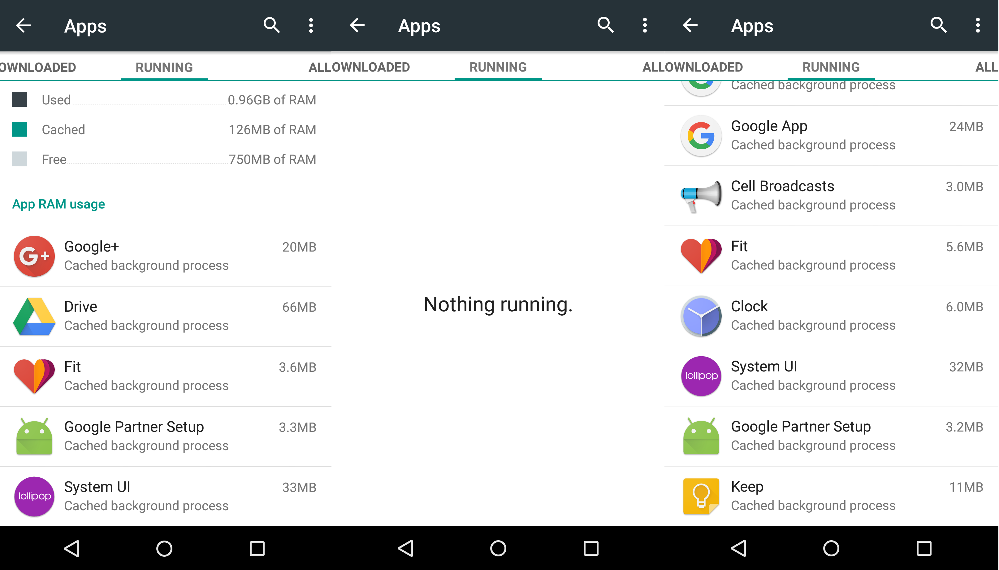 Apps
OWNLOADED RUNNING ALL
Used 0.96GB of RAM
Cached 126MB of RAM
Free 750MB of RAM
App RAM usage
G+
Google+ 20MB
Cached background process
Drive 66MB
Cached background process
Fit 3.6MB
Cached background process
Google Partner Setup 3.3MB
Cached background process
lollipop
System UI 33MB
Cached background process
Apps
OWNLOADED RUNNING ALL
Nothing running.
Apps
OWNLOADED RUNNING ALL
Cached background process
G
Google App 24MB
Cached background process
Cell Broadcasts 3.0MB
Cached background process
Fit 5.6MB
Cached background process
Clock 6.0MB
Cached background process
lollipop
System UI 32MB
Cached background process
Google Partner Setup 3.2MB
Cached background process
Keep 11MB
Cached background process